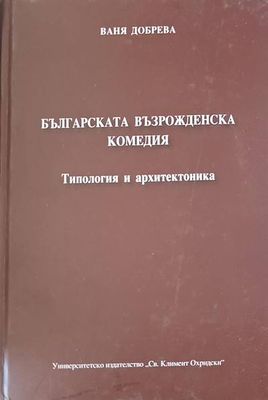 ВАНЯ ДОБРЕВА
БЪЛГАРСКАТА ВЪЗРОЖДЕНСКА
КОМЕДИЯ
Типология и архитектоника
Университетско издателство „Св. Климент Охридски“